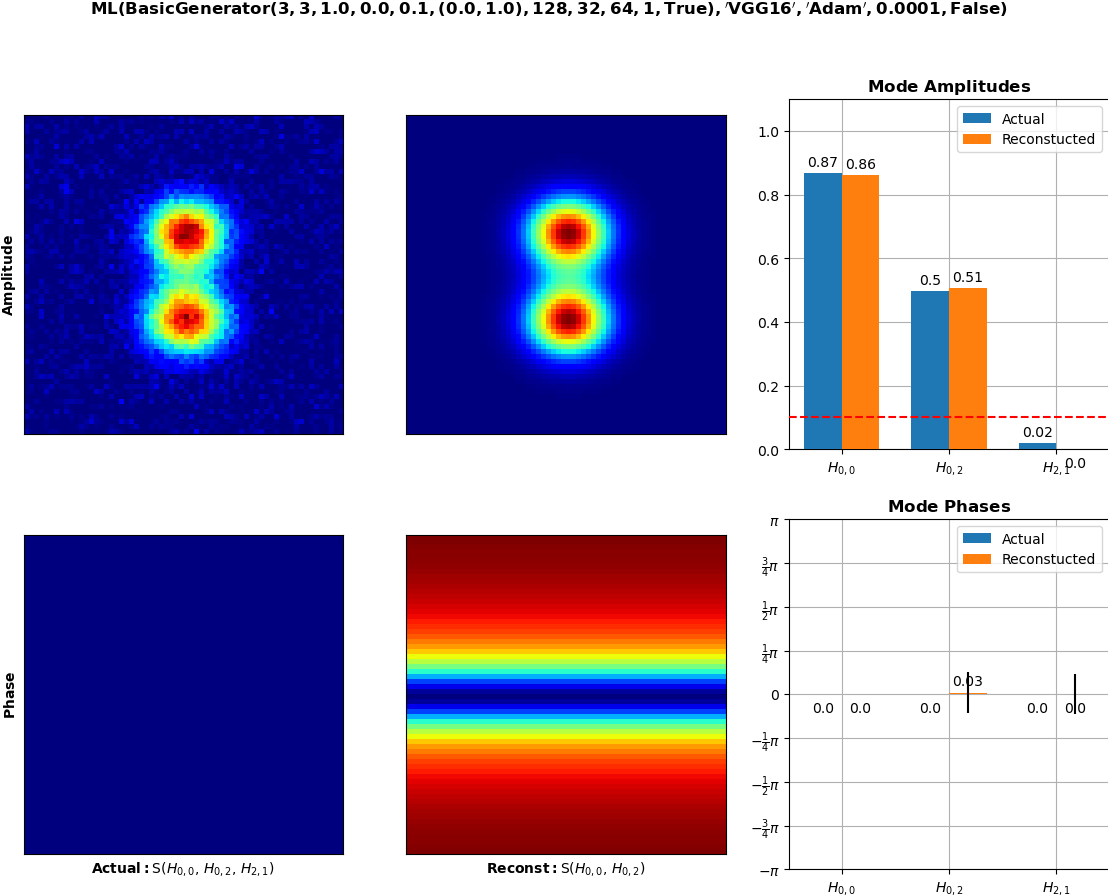 ML(BasicGenerator(3, 3, 1.0, 0.0, 0.1, (0.0, 1.0), 128, 32, 64, 1, True), 'VGG16', 'Adam', 0.0001, False)
Mode Amplitudes
Amplitude
1.0
0.8
0.6
0.4
0.2
0.0
Actual
Reconstucted
0.87
0.86
0.5
0.51
0.02
0.0
H0,0
H0,2
H2,1
Mode Phases
Phase
π
3/4π
1/2π
1/4π
0
−1/4π
−1/2π
−3/4π
−π
Actual
Reconstucted
0.0
0.0
0.0
0.03
0.0
0.0
H0,0
H0,2
H2,1
Actual: S(H0,0, H0,2, H2,1)
Reconst: S(H0,0, H0,2)